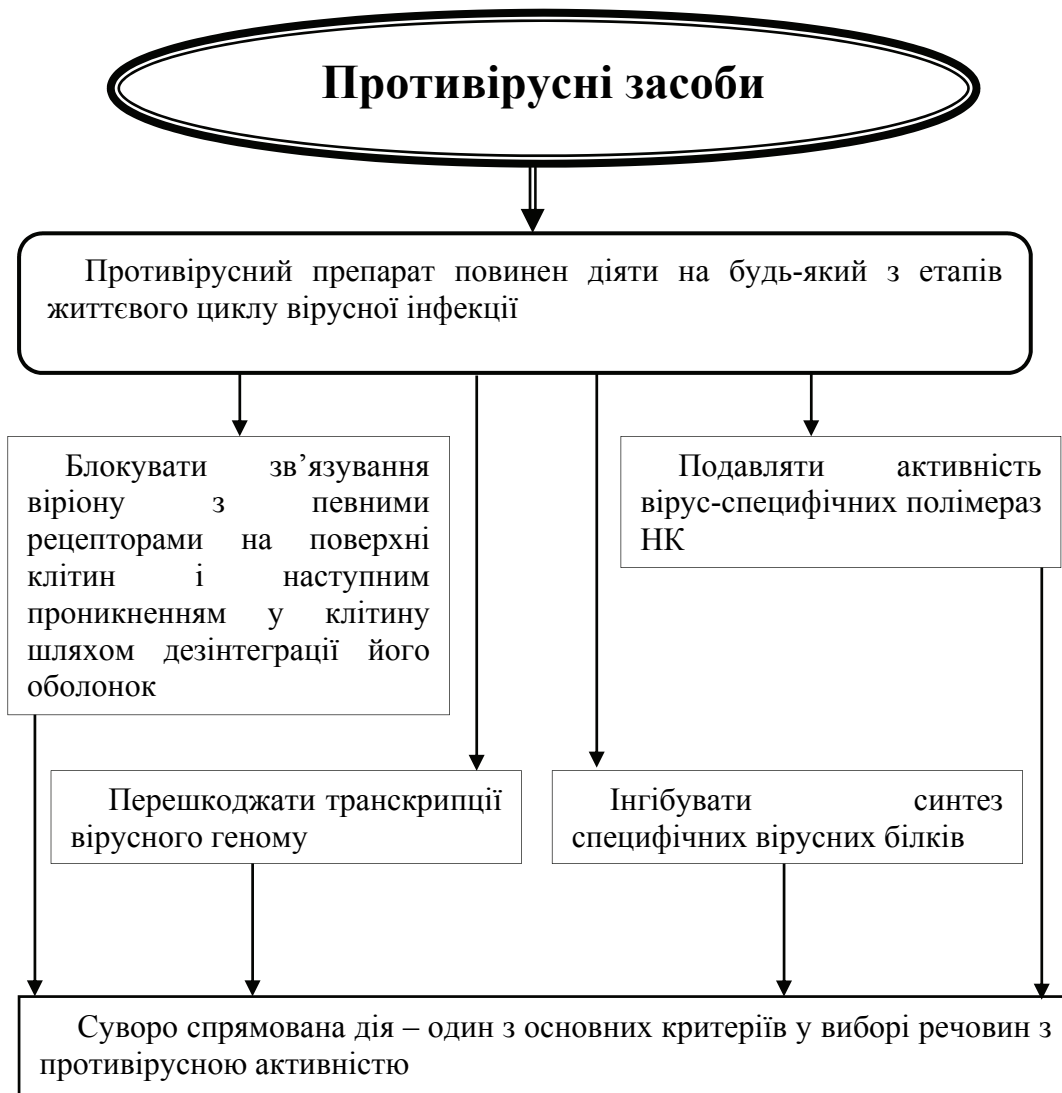 Противірусні засоби
Противірусний препарат повинен діяти на будь-який з етапів
життєвого циклу вірусної інфекції
Блокувати зв’язування
віріону з певними
рецепторами на поверхні
клітин і наступним
проникненням у клітину
шляхом дезінтеграції його
оболонок
Подавляти активність
вірус-специфічних полімераз
НК
Перешкоджати транскрипції
вірусного геному
Інгібувати синтез
специфічних вірусних білків
Суворо спрямована дія – один з основних критеріїв у виборі речовин з
противірусною активністю